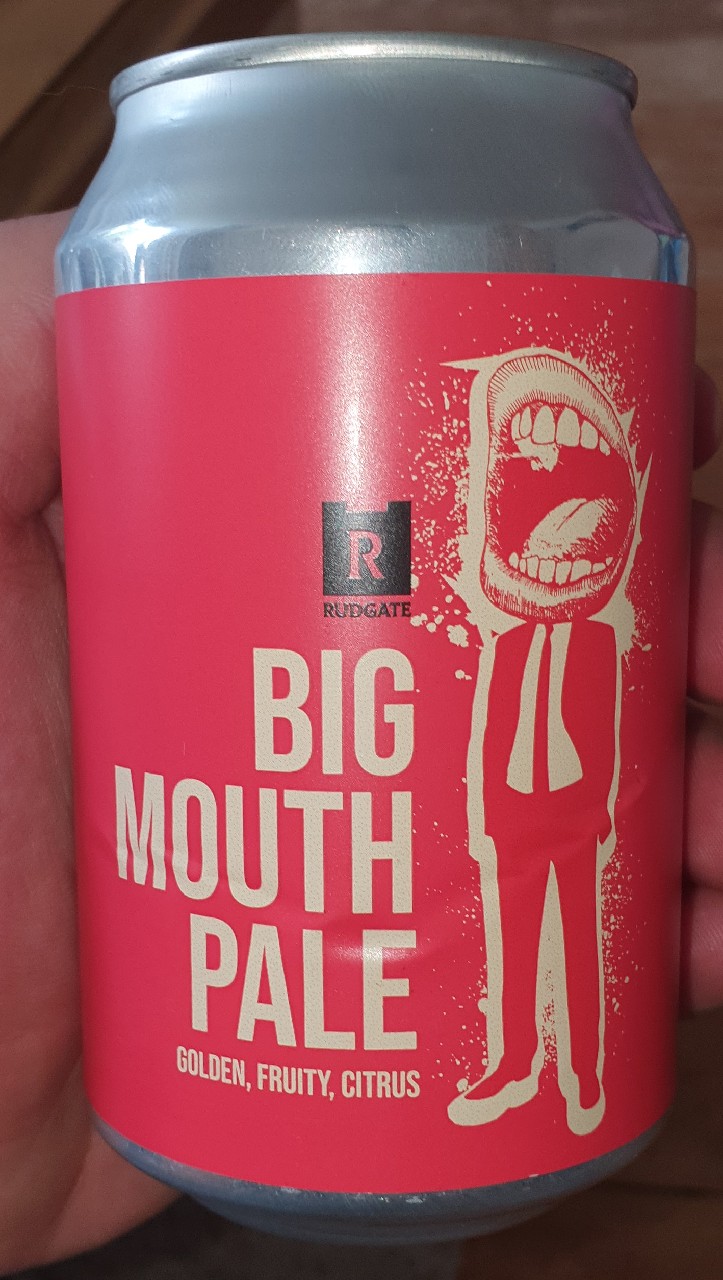 R
RUDGATE
BIG
MOUTH
PALE
GOLDEN, FRUITY, CITRUS